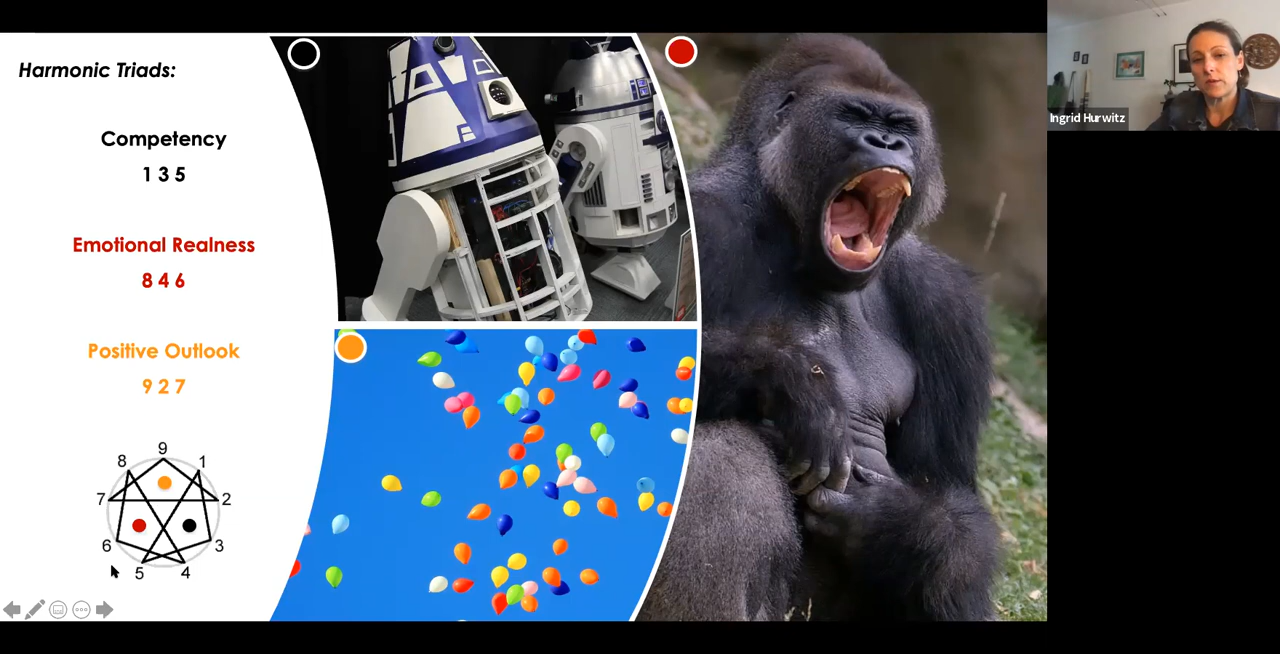 Harmonic Triads:
Competency
1 3 5
Emotional Realness
8 4 6
Positive Outlook
9 2 7
9
8 1
7 2
6 3
5 4
Ingrid Hurwitz